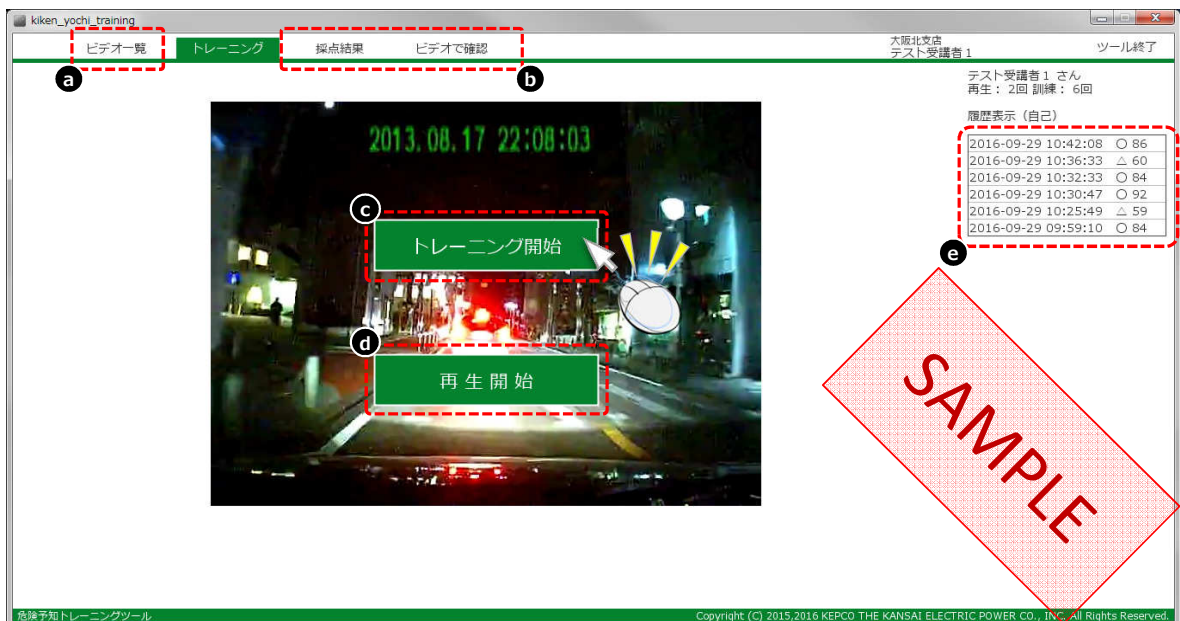 kiken_yochi_training
ビデオ一覧
トレーニング
採点結果
ビデオで確認
大阪北支店
テスト受講者1
ツール終了
a
b
テスト受講者1 さん
再生: 2回 訓練: 6回
履歴表示（自己）
2016-09-29 10:42:08 ○ 86
2016-09-29 10:36:33 △ 60
2016-09-29 10:32:33 ○ 84
2016-09-29 10:30:47 ○ 92
2016-09-29 10:25:49 △ 59
2016-09-29 09:59:10 ○ 84
e
2013.08.17 22:08:03
c
トレーニング開始
d
再生開始
SAMPLE
危険予知トレーニングツール
Copyright (C) 2015,2016 KEPCO THE KANSAI ELECTRIC POWER CO., INC. All Rights Reserved.